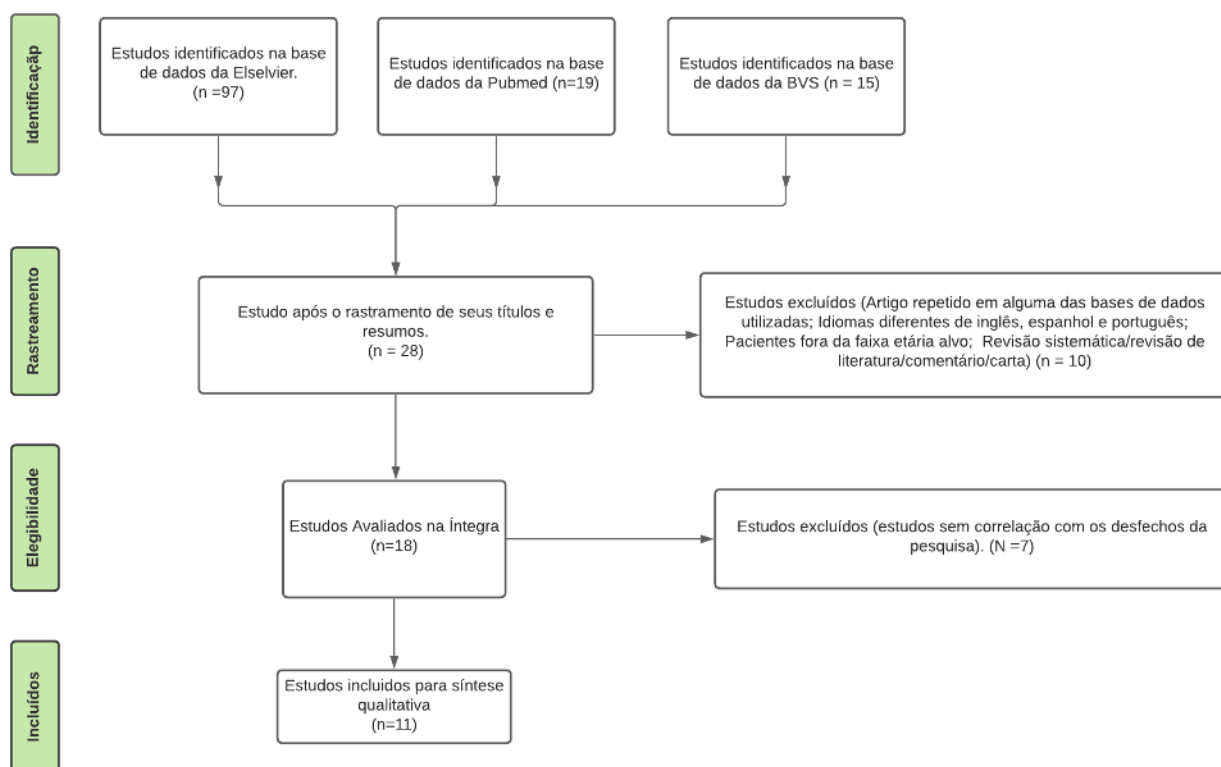 Identificaçãp
Estudos identificados na base
de dados da Elselvier.
(n =97)
Estudos identificados na base
de dados da Pubmed (n=19)
Estudos identificados na base
de dados da BVS (n = 15)
Rastreamento
Estudo após o rastramento de seus títulos e
resumos.
(n = 28)
Estudos excluídos (Artigo repetido em alguma das bases de dados
utilizadas; Idiomas diferentes de inglês, espanhol e português;
Pacientes fora da faixa etária alvo; Revisão sistemática/revisão de
literatura/comentário/carta) (n = 10)
Elegibilidade
Estudos Avaliados na Íntegra
(n=18)
Estudos excluídos (estudos sem correlação com os desfechos da
pesquisa). (N =7)
Incluídos
Estudos incluidos para síntese
qualitativa
(n=11)